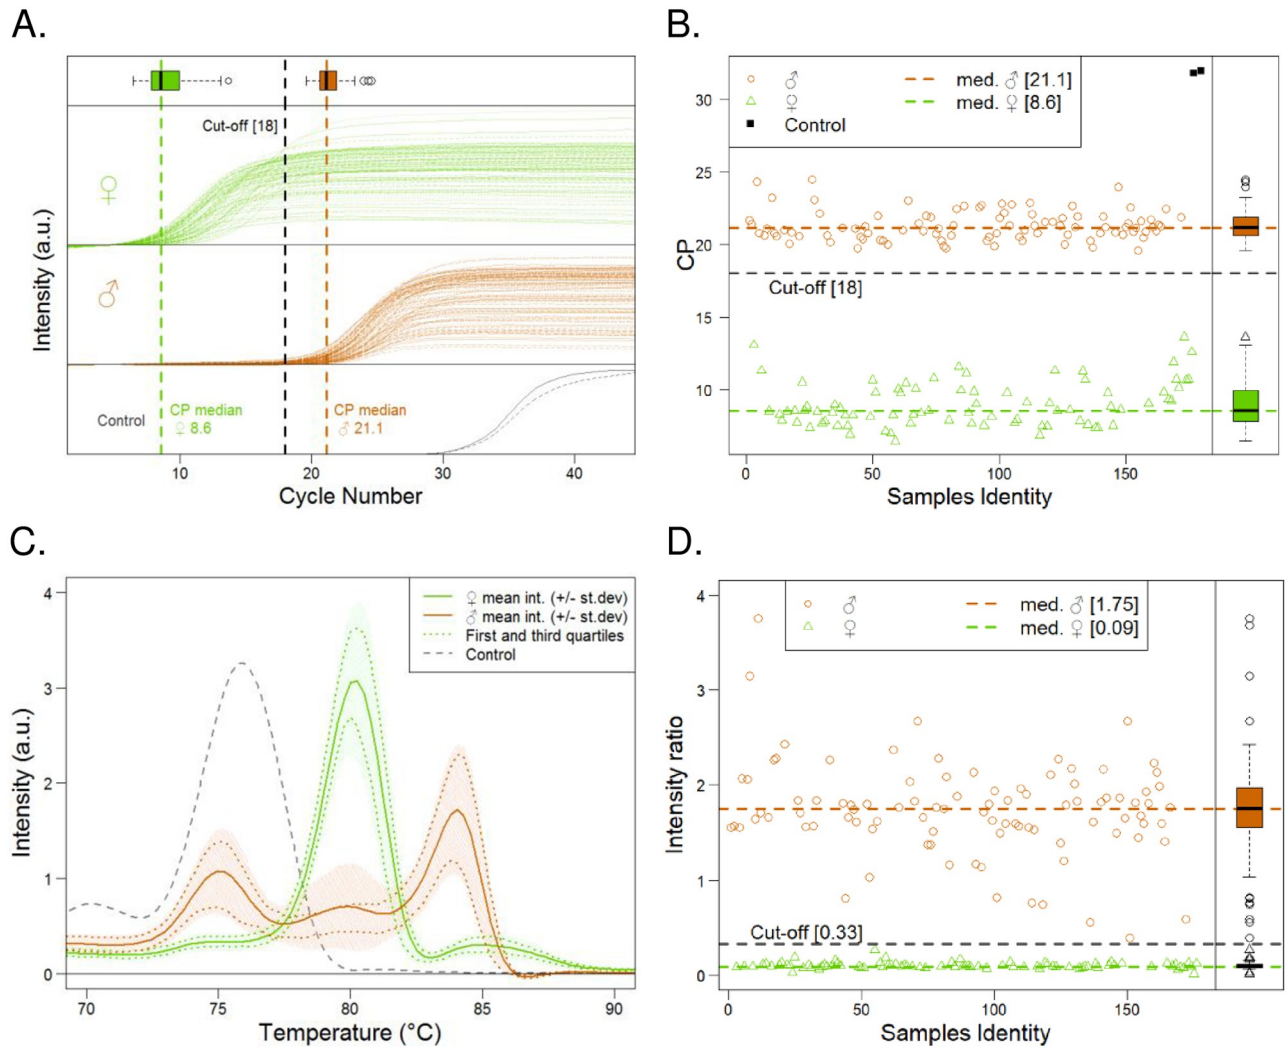 A.
Cut-off [18]
♀
♂
Control
CP median
♀ 8.6
CP median
♂ 21.1
Intensity (a.u.)
10 20 30 40
Cycle Number
B.
♂
♀
Control
med. ♂ [21.1]
med. ♀ [8.6]
Cut-off [18]
30
25
20
15
10
CP
0 50 100 150
Samples Identity
C.
♀ mean int. (+/- st.dev)
♂ mean int. (+/- st.dev)
First and third quartiles
Control
4
3
2
1
0
Intensity (a.u.)
70 75 80 85 90
Temperature (°C)
D.
♂
♀
med. ♂ [1.75]
med. ♀ [0.09]
Cut-off [0.33]
4
3
2
1
0
Intensity ratio
0 50 100 150
Samples Identity